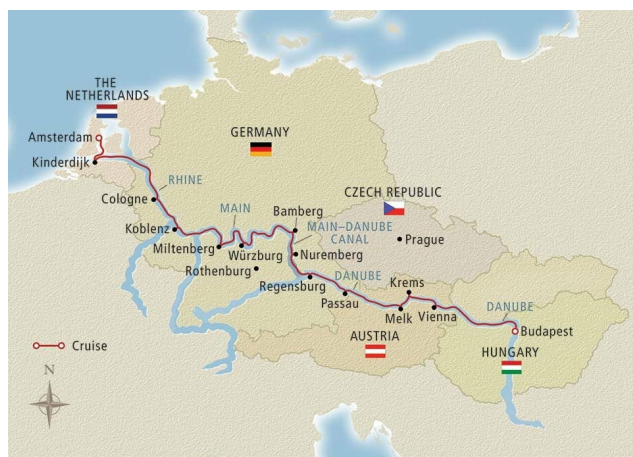 THE
NETHERLANDS
Amsterdam
Kinderdijk
GERMANY
RHINE
Cologne
MAIN
CZECH REPUBLIC
Koblenz
Bamberg
MAIN–DANUBE
CANAL
Prague
Miltenberg
Würzburg
Nuremberg
Rothenburg
Regensburg
DANUBE
Krems
Passau
DANUBE
Melk
Vienna
Budapest
AUSTRIA
Cruise
HUNGARY
N